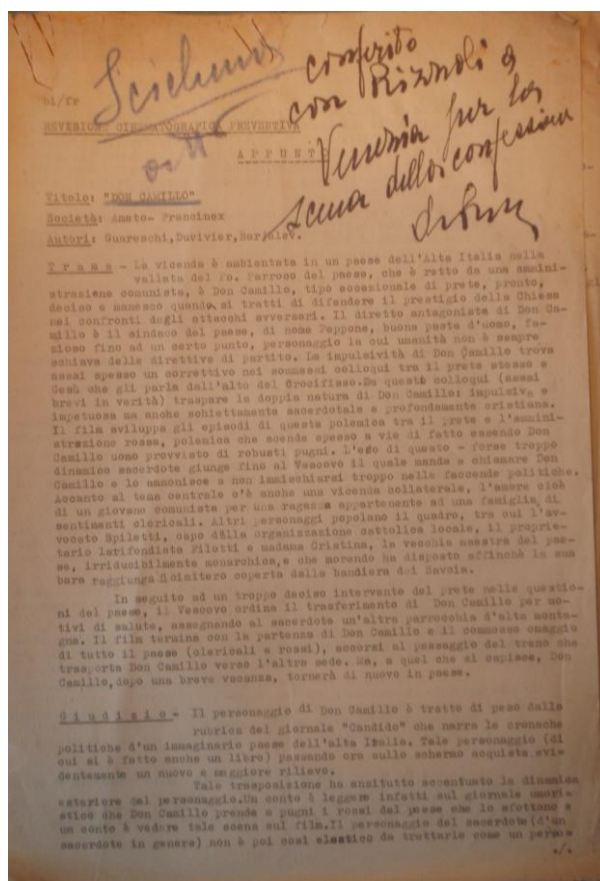 Schema
conferito
con Rizzoli a
Venezia per la
scena della confessione
bi/fr
REVISIONE CINEMATOGRAFICA PREVENTIVA
APPUNT
Titolo: "DON CAMILLO"
Società: Amato- Francinex
Autori: Guareschi, Duvivier, Barjalev.
Trama - La vicenda è ambientata in un paese dell'Alta Italia nella
vallata del Po. Parroco del paese, che è retto da una ammini-
strazione comunista, è Don Camillo, tipo eccezionale di prete, pronto,
deciso e manesco quando si tratti di difendere il prestigio della Chiesa
nei confronti degli attacchi avversari. Il diretto antagonista di Don Ca-
millo è il sindaco del paese, di nome Peppone, buona pasta d'uomo, fa-
zioso fino ad un certo punto, personaggio la cui umanità non è sempre
schiava delle direttive di partito. La impulsività di Don Camillo trova
assai spesso un correttivo nei sommessi colloqui tra il prete stesso e
Gesù che gli parla dall'alto del Crocifisso.Da questi colloqui (assai
brevi in verità) traspare la doppia natura di Don Camillo: impulsiva e
impetuosa ma anche schiettamente sacerdotale e profondamente cristiana.
Il film sviluppa gli episodi di questa polemica tra il prete e l'ammini-
strazione rossa, polemica che scende spesso a vie di fatto essendo Don
Camillo uomo provvisto di robusti pugni. L'eco di questo - forse troppo
dinamico sacerdote giunge fino al Vescovo il quale manda a chiamare Don
Camillo e lo ammonisce a non immischiarsi troppo nelle faccende politiche.
Accanto al tema centrale c'è anche una vicenda collaterale, l'amore cioè
di un giovane comunista per una ragazza appartenente ad una famiglia di
sentimenti clericali. Altri personaggi popolano il quadro, tra cui l'av-
vocato Spiletti, capo della organizzazione cattolica locale, il proprie-
tario latifondista Filotti e madama Cristina, la vecchia maestra del pae-
se, irriducibilmente monarchica,e che morendo ha disposto affinchè la sua
bara raggiunga il cimitero coperta dalla bandiera dei Savoia.
In seguito ad un troppo deciso intervento del prete nelle questio-
ni del paese, il Vescovo ordina il trasferimento di Don Camillo per mo-
tivi di salute, assegnando al sacerdote un'altra parrocchia d'alta monta-
gna. Il film termina con la partenza di Don Camillo e il commosso omaggio
di tutto il paese (clericali e rossi), accorsi al passaggio del treno che
trasporta Don Camillo verso l'altra sede. Ma, a quel che si capisce, Don
Camillo,dopo una breve vacanza, tornerà di nuovo in paese.
Giudizio- Il personaggio di Don Camillo è tratto di peso dalle
rubrica del giornale "Candido" che narra le cronache
politiche d'un immaginario paese dell'alta Italia. Tale personaggio (di
cui si è fatto anche un libro) passando ora sullo schermo acquista evi-
dentemente un nuovo e maggiore rilievo.
Tale trasposizione ha anzitutto accentuato la dinamica
esteriore del personaggio.Un conto è leggere infatti sul giornale umori-
stico che Don Camillo prende a pugni i rossi del paese che lo sfottono e
un conto è vedere tale scena sul film.Il personaggio del sacerdote(d'un
sacerdote in genere) non è poi così elastico da trattarlo come un perso-
./.